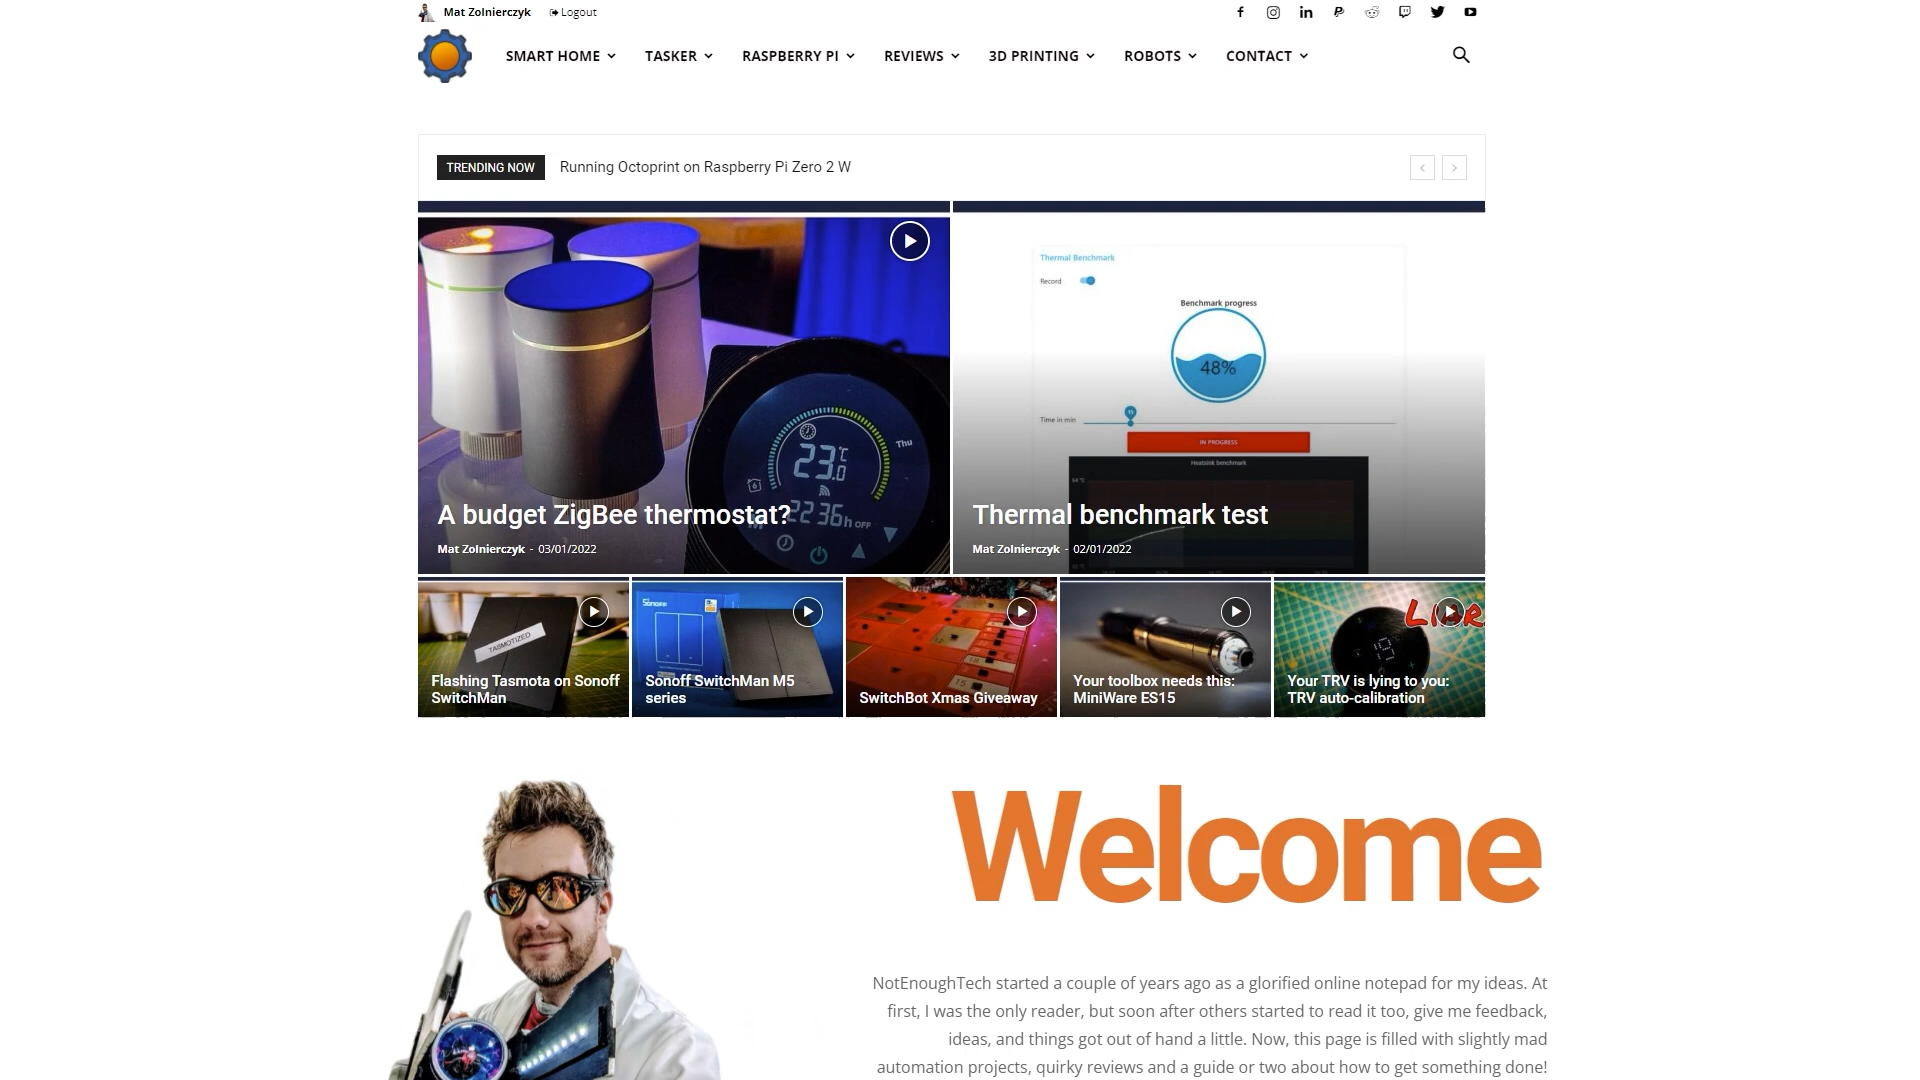 Mat Zolnierczyk Logout
SMART HOME TASKER RASPBERRY PI REVIEWS 3D PRINTING ROBOTS CONTACT
TRENDING NOW Running Octoprint on Raspberry Pi Zero 2 W
Thermal Benchmark
Record
Benchmark progress
48%
Time in min
15
IN PROGRESS
Heatsink benchmark
Thu
23.0 °C
22 36h OFF
A budget ZigBee thermostat?
Mat Zolnierczyk - 03/01/2022
Thermal benchmark test
Mat Zolnierczyk - 02/01/2022
TASMOTIZED
Flashing Tasmota on Sonoff
SwitchMan
SONOFF
Sonoff SwitchMan M5
series
15
SwitchBot Xmas Giveaway
Your toolbox needs this:
MiniWare ES15
Your TRV is lying to you:
TRV auto-calibration
Welcome
NotEnoughTech started a couple of years ago as a glorified online notepad for my ideas. At
first, I was the only reader, but soon after others started to read it too, give me feedback,
ideas, and things got out of hand a little. Now, this page is filled with slightly mad
automation projects, quirky reviews and a guide or two about how to get something done!